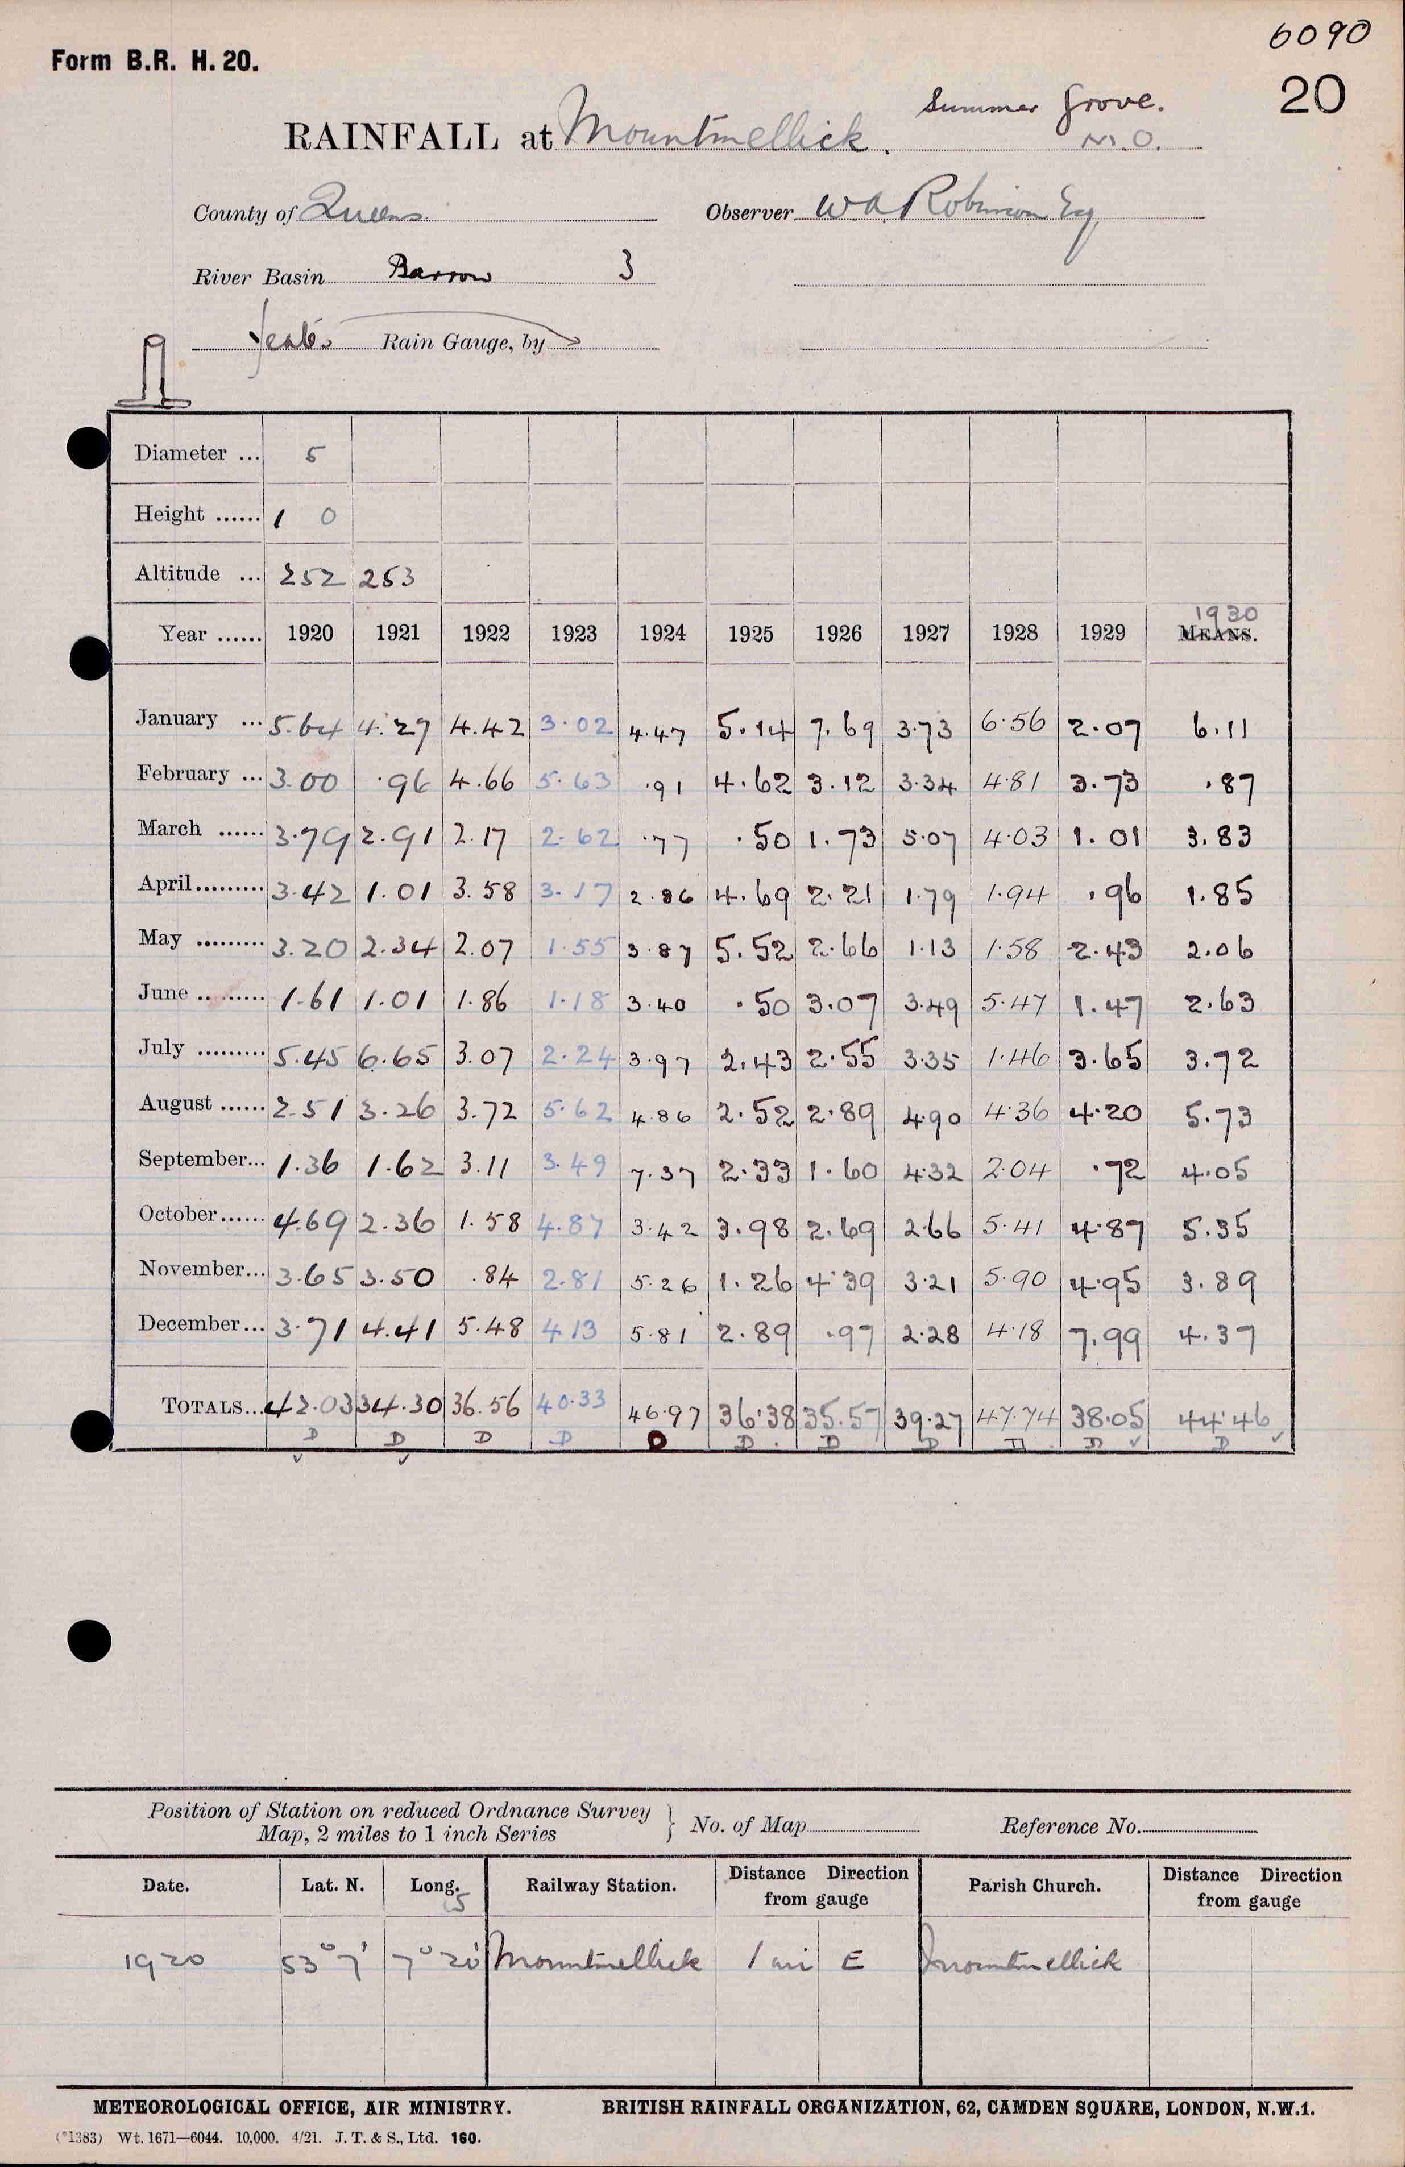 6090
Form B.R. H. 20.
20
Summer Grove.
RAINFALL at Mountmellick. M.O.
County of Queens. Observer W A Robinson Esq
River Basin Barrow 3
Rain Gauge, by
Diameter ... 5
Height ...... 1 0
Altitude ... 252 253
1930
Year ...... 1920 1921 1922 1923 1924 1925 1926 1927 1928 1929 MEANS.
January ... 5.64 4.29 4.42 3.02 4.47 5.14 7.69 3.73 6.56 2.07 6.11
February ... 3.00 .96 4.66 5.63 .91 4.62 3.12 3.34 4.81 3.73 .87
March ...... 3.79 2.91 2.17 2.62 .77 .50 1.73 5.07 4.03 1.01 3.83
April......... 3.42 1.01 3.58 3.17 2.86 4.69 2.21 1.79 1.94 .96 1.85
May ......... 3.20 2.34 2.07 1.55 3.87 5.52 2.66 1.13 1.58 2.43 2.06
June ......... 1.61 1.01 1.86 1.18 3.40 .50 3.07 3.49 5.47 1.47 2.63
July ......... 5.45 6.65 3.07 2.24 3.97 2.43 2.55 3.35 1.46 3.65 3.72
August ...... 2.51 3.26 3.72 5.62 4.86 2.52 2.89 4.90 4.36 4.20 5.73
September... 1.36 1.62 3.11 3.49 7.37 2.33 1.60 4.32 2.04 .72 4.05
October...... 4.69 2.36 1.58 4.87 3.42 3.98 2.69 2.66 5.41 4.87 5.35
November... 3.65 3.50 .84 2.81 5.26 1.26 4.39 3.21 5.90 4.95 3.89
December... 3.71 4.41 5.48 4.13 5.81 2.89 .97 2.28 4.18 7.99 4.37
TOTALS... 42.03 34.30 36.56 40.33 46.97 36.38 35.57 39.27 47.74 38.05 44.46
D D D D D D D D D D D
Position of Station on reduced Ordnance Survey
Map, 2 miles to 1 inch Series } No. of Map Reference No.
Date. Lat. N. Long. Railway Station. Distance Direction from gauge Parish Church. Distance Direction from gauge
5
1920 53° 7' 7° 20' Mountmellick 1 mi E Mountmellick
METEOROLOGICAL OFFICE, AIR MINISTRY. BRITISH RAINFALL ORGANIZATION, 62, CAMDEN SQUARE, LONDON, N.W.1.
(*1383) Wt. 1671—6044. 10,000. 4/21. J. T. & S., Ltd. 160.